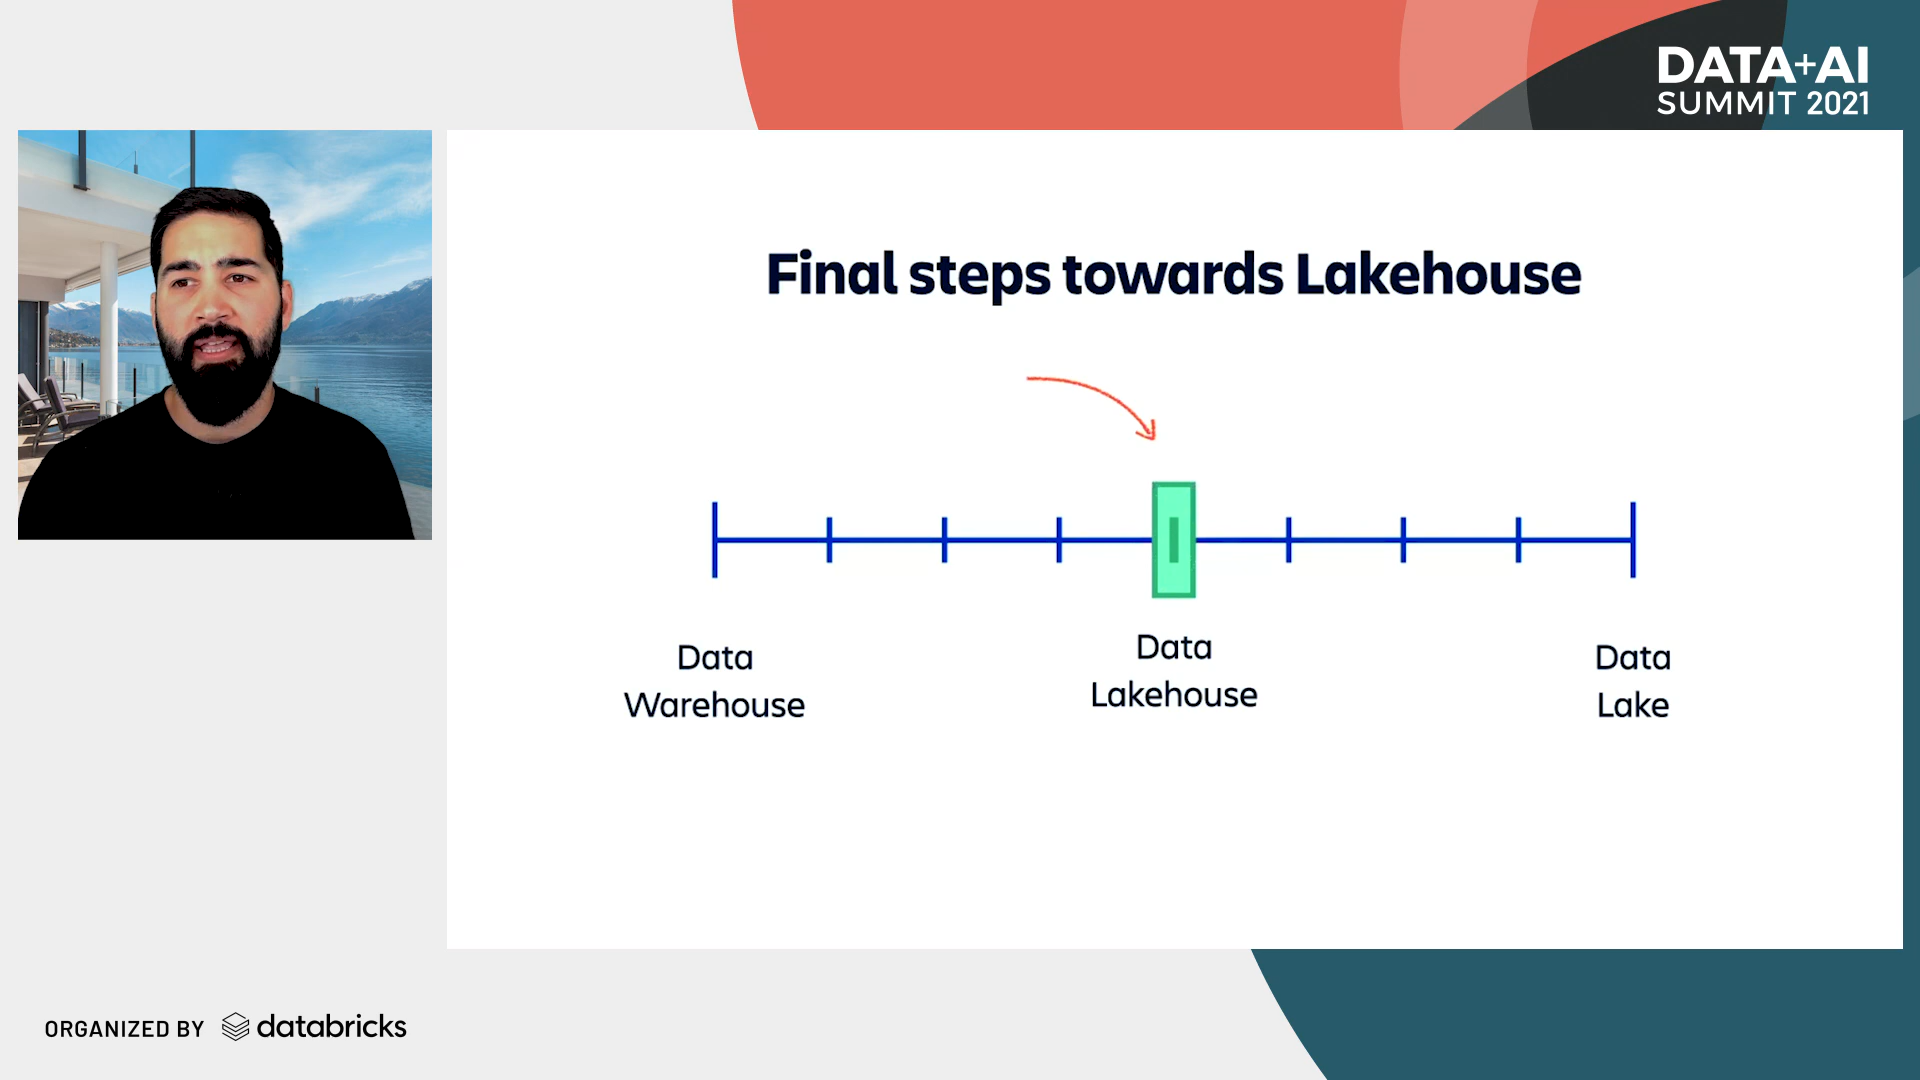 DATA+AI
SUMMIT 2021
Final steps towards Lakehouse
Data
Warehouse
Data
Lakehouse
Data
Lake
ORGANIZED BY databricks